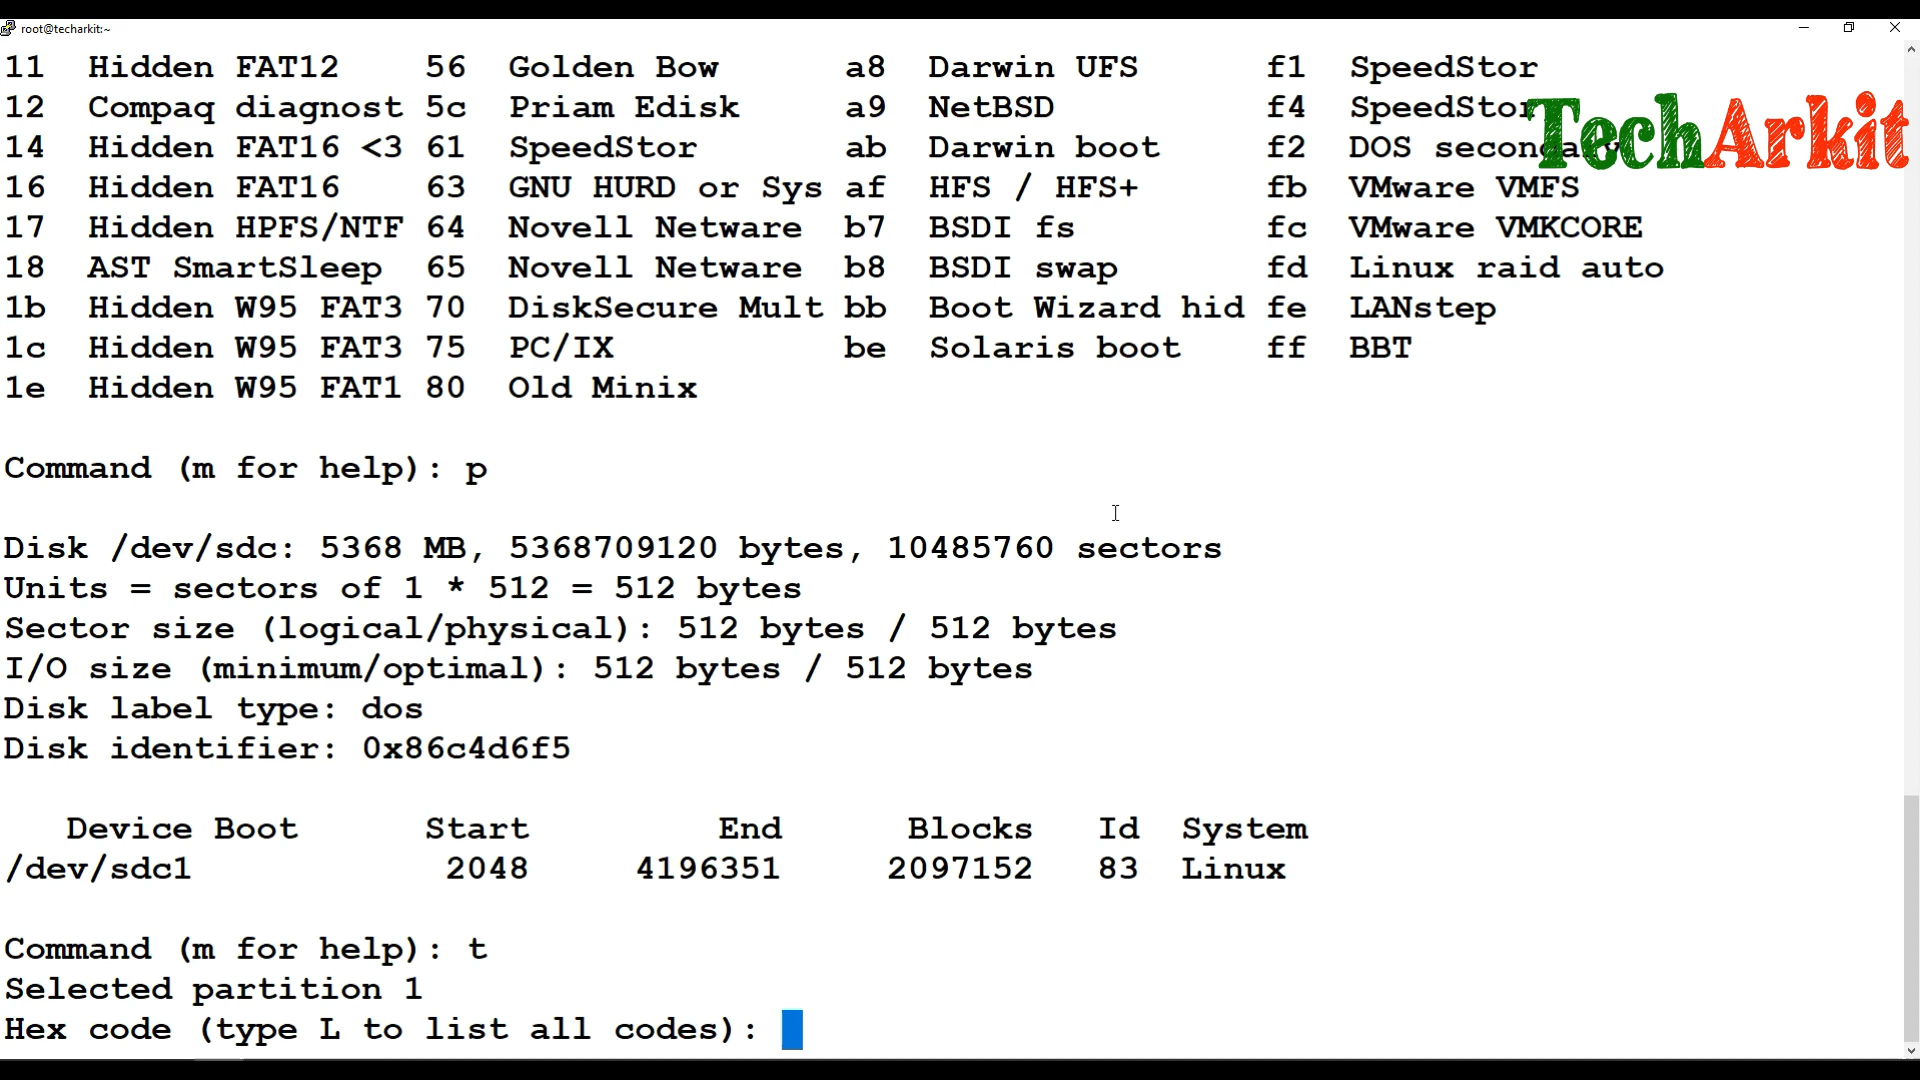 root@techarkit:~
11 Hidden FAT12 56 Golden Bow a8 Darwin UFS f1 SpeedStor
12 Compaq diagnost 5c Priam Edisk a9 NetBSD f4 SpeedStor
14 Hidden FAT16 <3 61 SpeedStor ab Darwin boot f2 DOS secondary
TechArkit
16 Hidden FAT16 63 GNU HURD or Sys af HFS / HFS+ fb VMware VMFS
17 Hidden HPFS/NTF 64 Novell Netware b7 BSDI fs fc VMware VMKCORE
18 AST SmartSleep 65 Novell Netware b8 BSDI swap fd Linux raid auto
1b Hidden W95 FAT3 70 DiskSecure Mult bb Boot Wizard hid fe LANstep
1c Hidden W95 FAT3 75 PC/IX be Solaris boot ff BBT
1e Hidden W95 FAT1 80 Old Minix
Command (m for help): p
Disk /dev/sdc: 5368 MB, 5368709120 bytes, 10485760 sectors
Units = sectors of 1 * 512 = 512 bytes
Sector size (logical/physical): 512 bytes / 512 bytes
I/O size (minimum/optimal): 512 bytes / 512 bytes
Disk label type: dos
Disk identifier: 0x86c4d6f5
Device Boot Start End Blocks Id System
/dev/sdc1 2048 4196351 2097152 83 Linux
Command (m for help): t
Selected partition 1
Hex code (type L to list all codes):